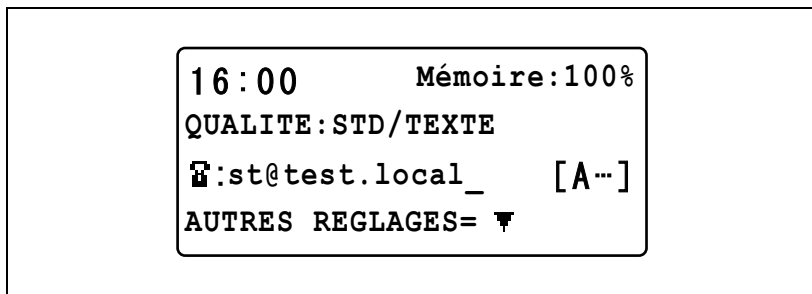 16:00 Mémoire:100%
QUALITE:STD/TEXTE
☎:st@test.local_ [A…]
AUTRES REGLAGES= ▼